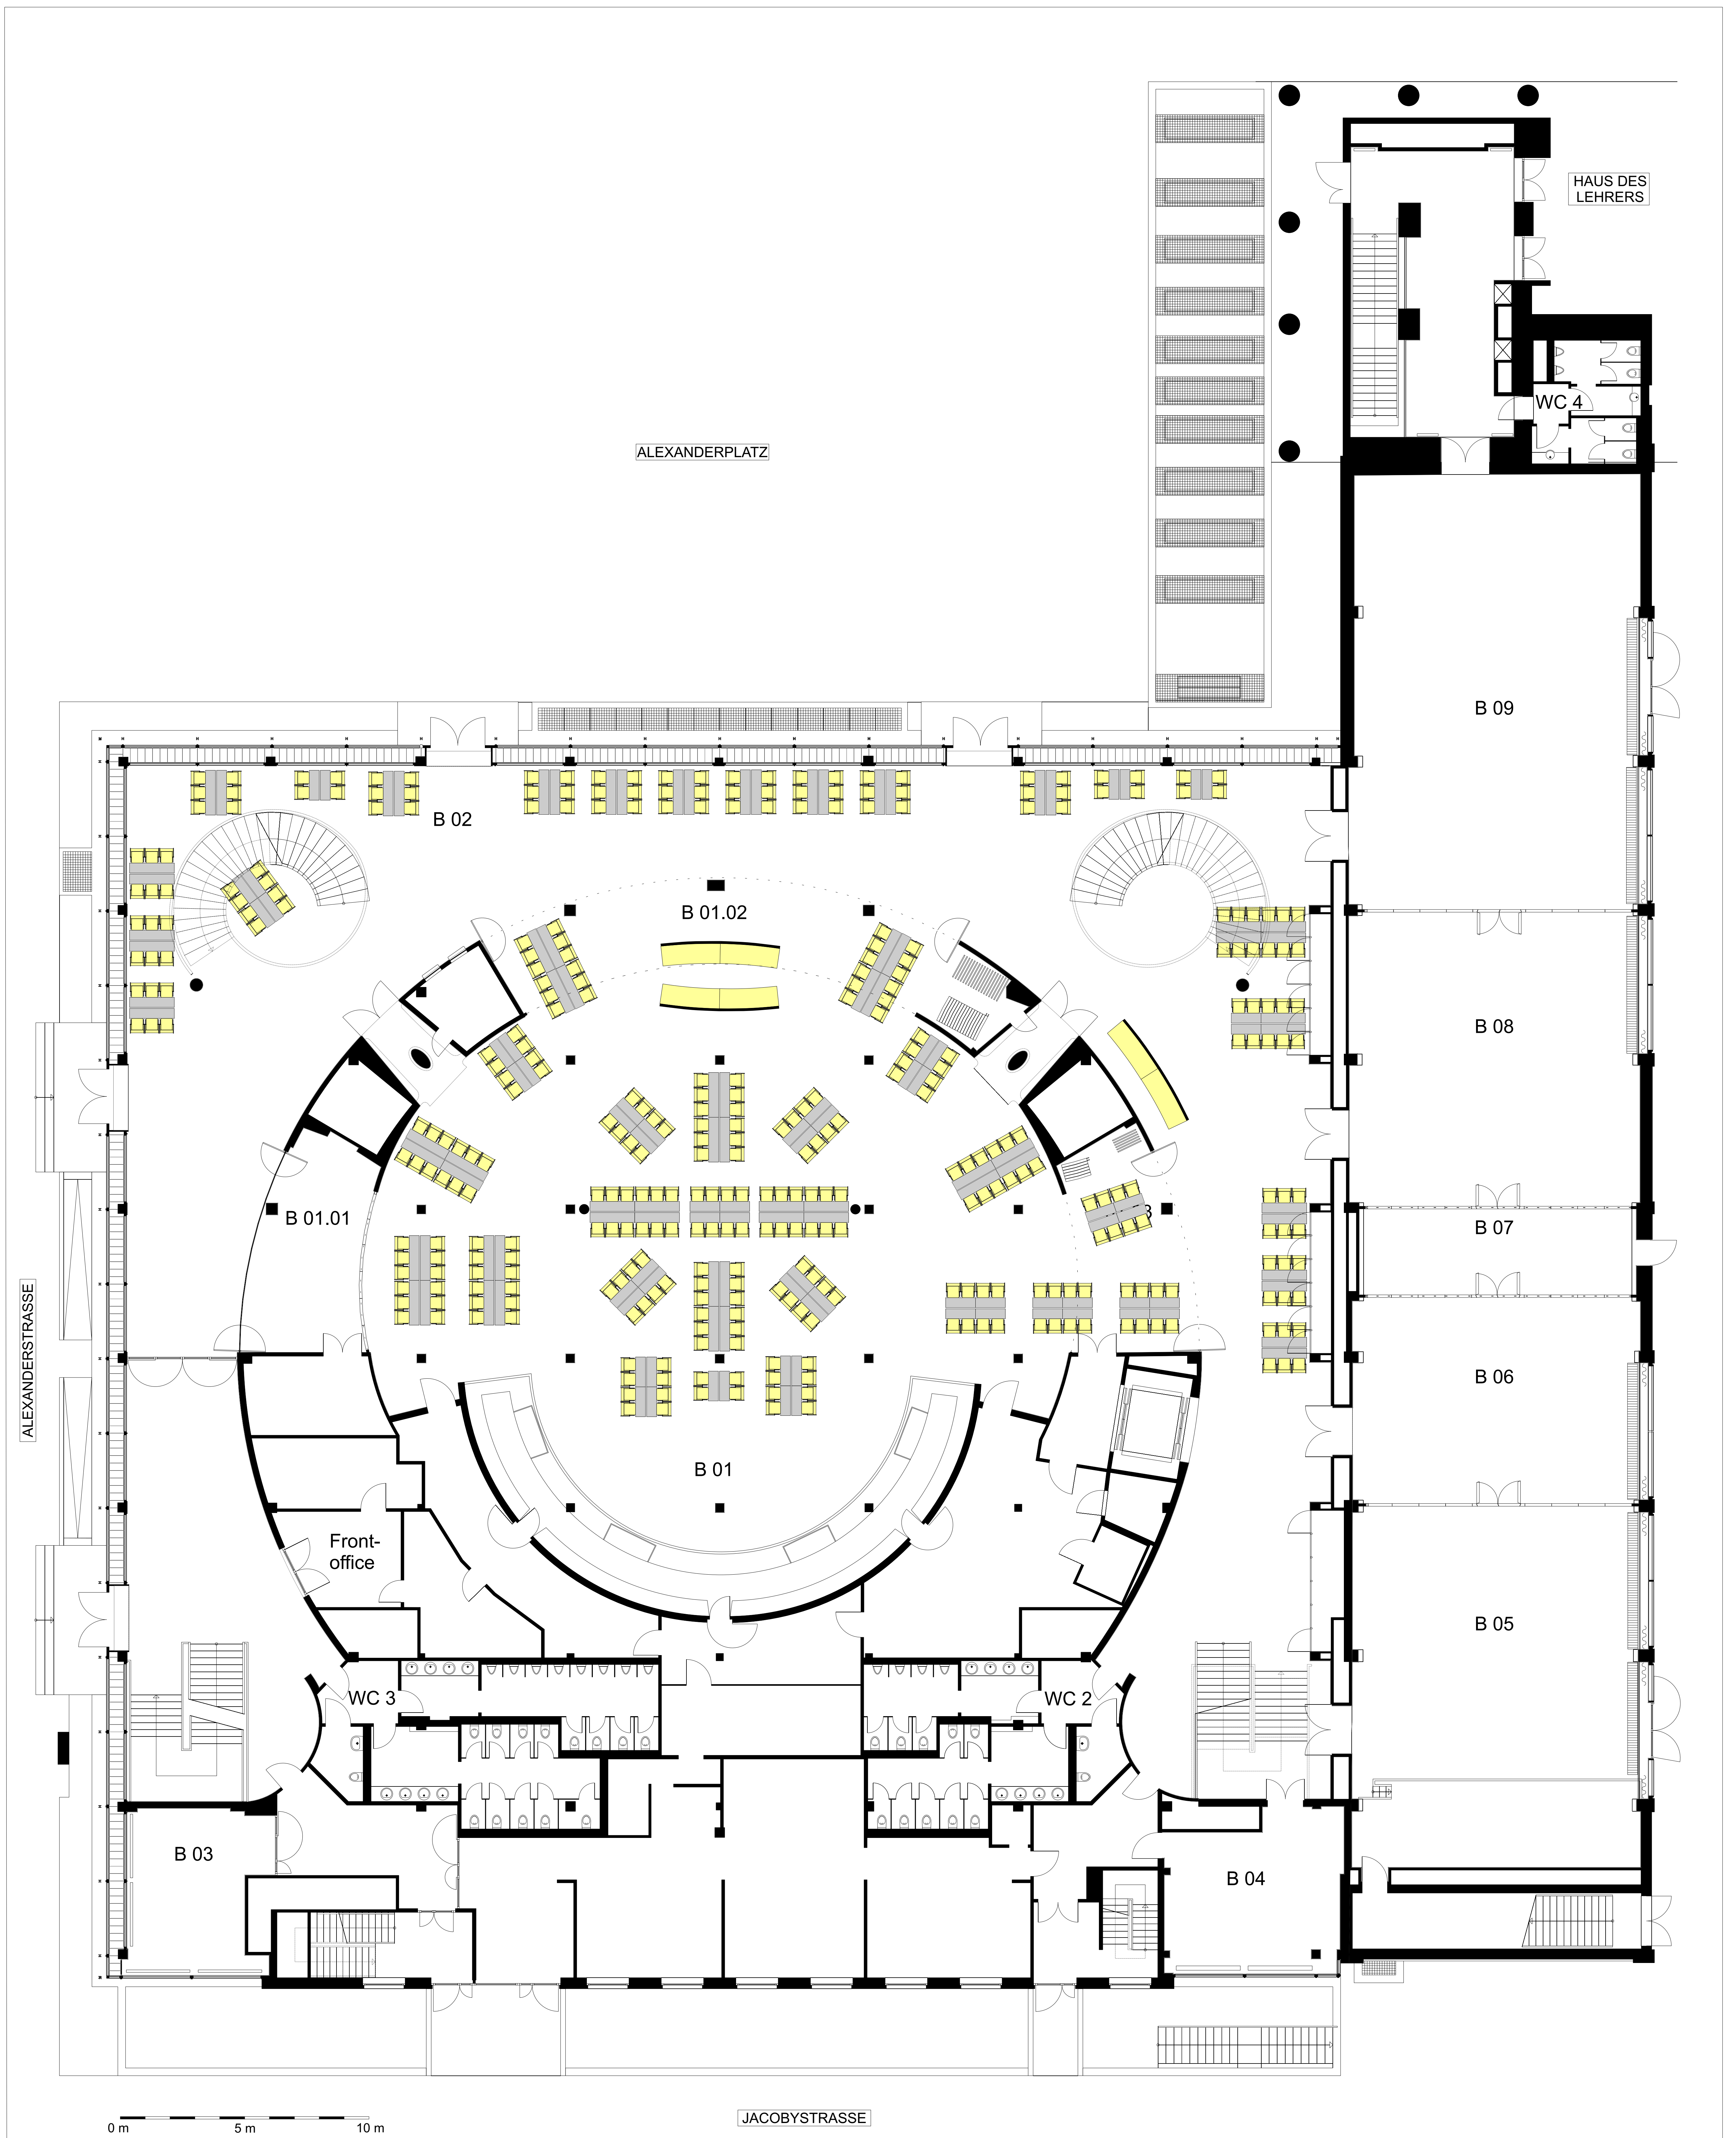 HAUS DES
LEHRERS
WC 4
ALEXANDERPLATZ
B 09
B 02
B 01.02
B 08
B 01.01
3
B 07
ALEXANDERSTRASSE
B 06
B 01
Front-
office
B 05
WC 3
WC 2
B 03
B 04
JACOBYSTRASSE
0 m
5 m
10 m